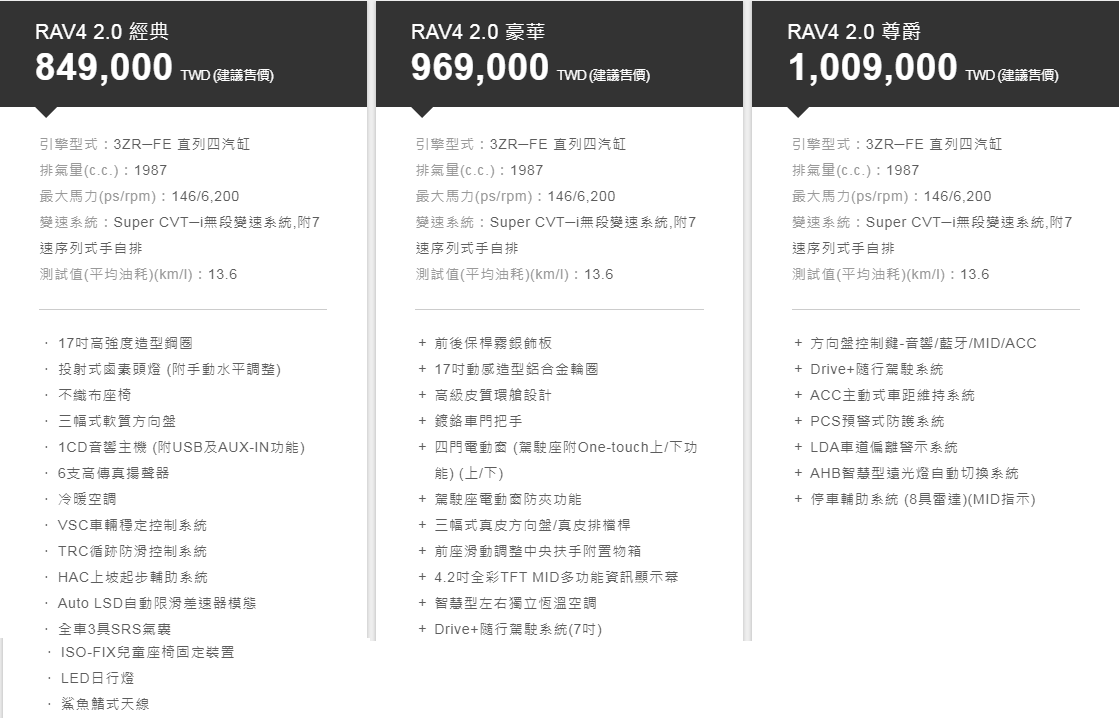 RAV4 2.0 經典
849,000 TWD (建議售價)
引擎型式：3ZR─FE 直列四汽缸
排氣量(c.c.)：1987
最大馬力(ps/rpm)：146/6,200
變速系統：Super CVT─i無段變速系統,附7
速序列式手自排
測試值(平均油耗)(km/l)：13.6
· 17吋高強度造型鋼圈
· 投射式鹵素頭燈 (附手動水平調整)
· 不織布座椅
· 三幅式軟質方向盤
· 1CD音響主機 (附USB及AUX-IN功能)
· 6支高傳真揚聲器
· 冷暖空調
· VSC車輛穩定控制系統
· TRC循跡防滑控制系統
· HAC上坡起步輔助系統
· Auto LSD自動限滑差速器模態
· 全車3具SRS氣囊
· ISO-FIX兒童座椅固定裝置
· LED日行燈
· 鯊魚鰭式天線
RAV4 2.0 豪華
969,000 TWD (建議售價)
引擎型式：3ZR─FE 直列四汽缸
排氣量(c.c.)：1987
最大馬力(ps/rpm)：146/6,200
變速系統：Super CVT─i無段變速系統,附7
速序列式手自排
測試值(平均油耗)(km/l)：13.6
+ 前後保桿霧銀飾板
+ 17吋動感造型鋁合金輪圈
+ 高級皮質環艙設計
+ 鍍鉻車門把手
+ 四門電動窗 (駕駛座附One-touch上/下功
能) (上/下)
+ 駕駛座電動窗防夾功能
+ 三幅式真皮方向盤/真皮排檔桿
+ 前座滑動調整中央扶手附置物箱
+ 4.2吋全彩TFT MID多功能資訊顯示幕
+ 智慧型左右獨立恆溫空調
+ Drive+隨行駕駛系統(7吋)
RAV4 2.0 尊爵
1,009,000 TWD (建議售價)
引擎型式：3ZR─FE 直列四汽缸
排氣量(c.c.)：1987
最大馬力(ps/rpm)：146/6,200
變速系統：Super CVT─i無段變速系統,附7
速序列式手自排
測試值(平均油耗)(km/l)：13.6
+ 方向盤控制鍵-音響/藍牙/MID/ACC
+ Drive+隨行駕駛系統
+ ACC主動式車距維持系統
+ PCS預警式防護系統
+ LDA車道偏離警示系統
+ AHB智慧型遠光燈自動切換系統
+ 停車輔助系統 (8具雷達)(MID指示)